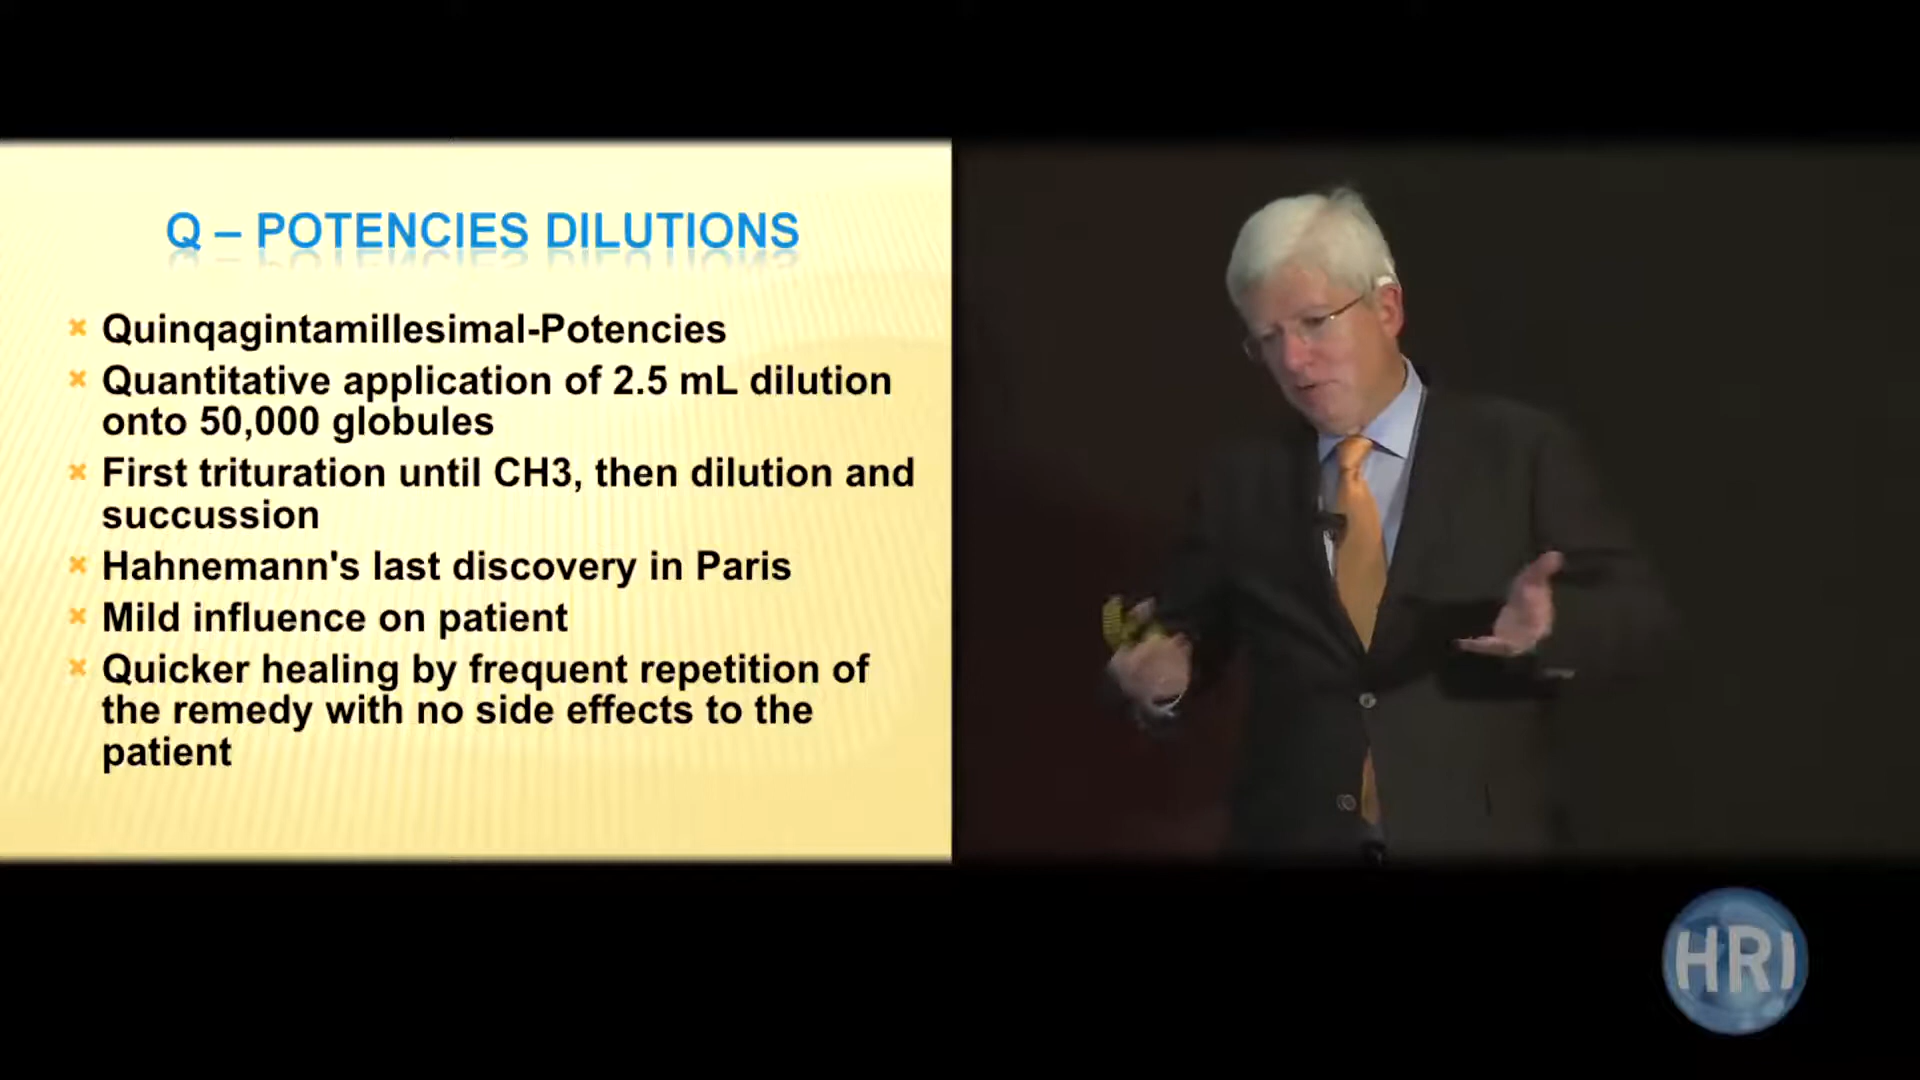 Q – POTENCIES DILUTIONS
Quinqagintamillesimal-Potencies
Quantitative application of 2.5 mL dilution
onto 50,000 globules
First trituration until CH3, then dilution and
succussion
Hahnemann's last discovery in Paris
Mild influence on patient
Quicker healing by frequent repetition of
the remedy with no side effects to the
patient
HRI